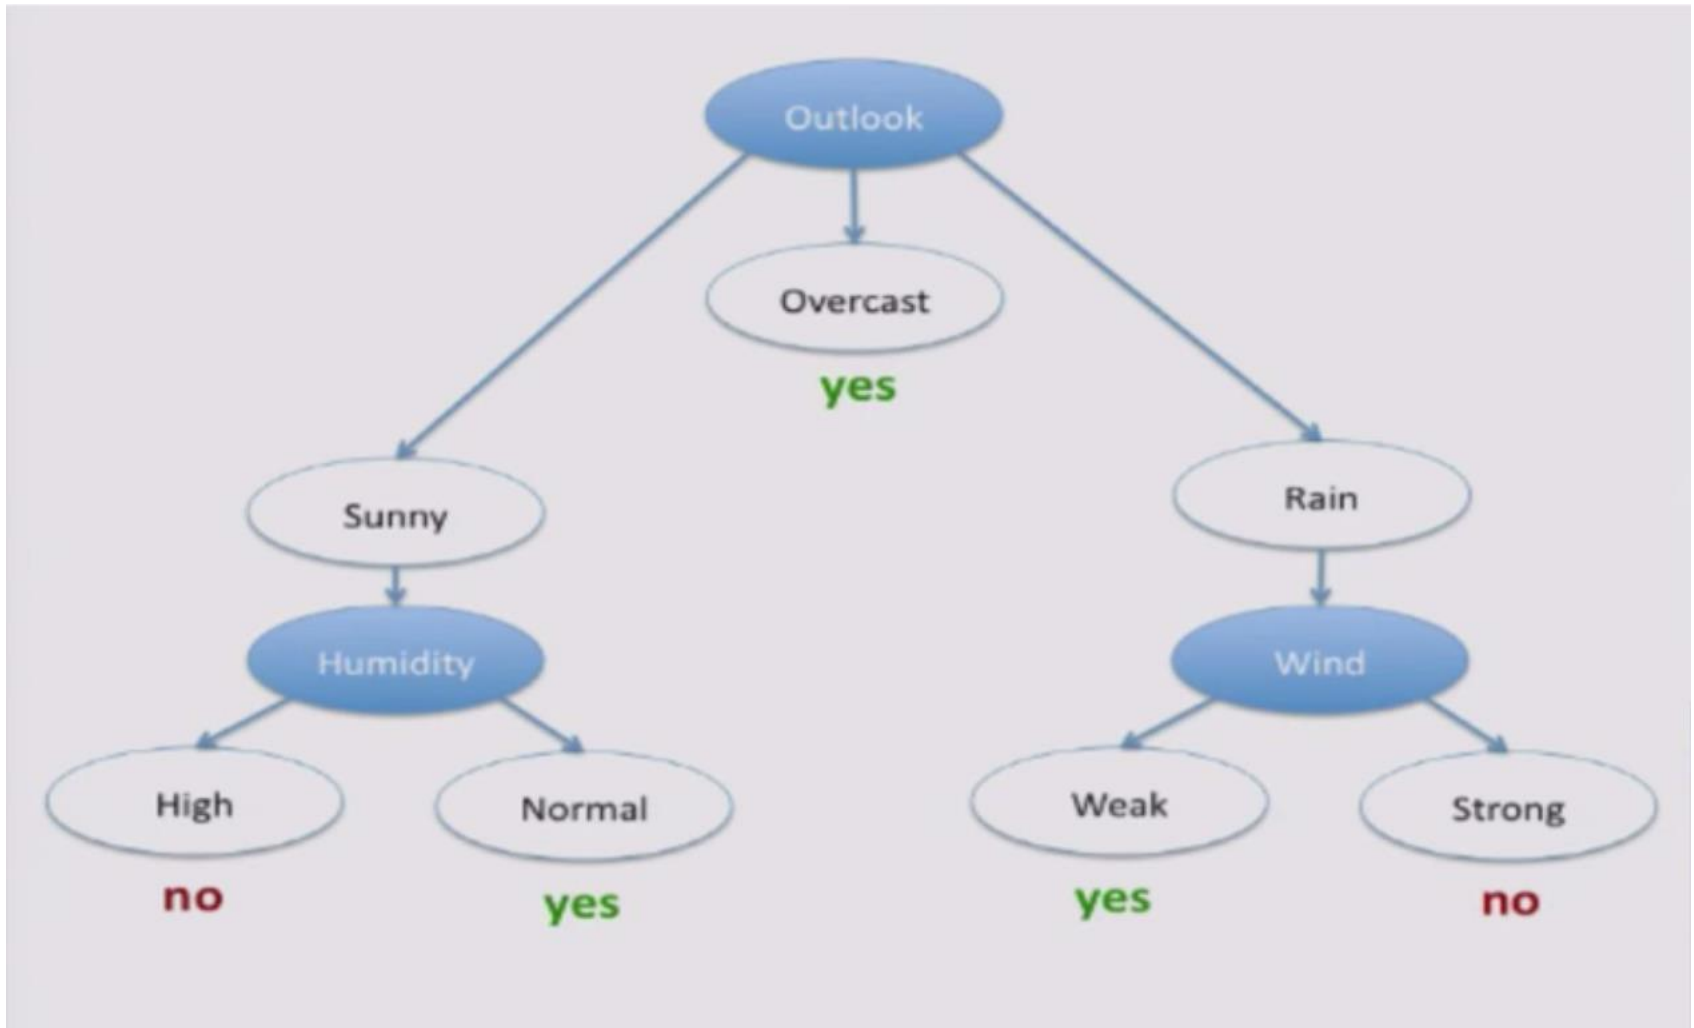 Outlook
Overcast
yes
Sunny
Rain
Humidity
Wind
High
Normal
Weak
Strong
no
yes
yes
no